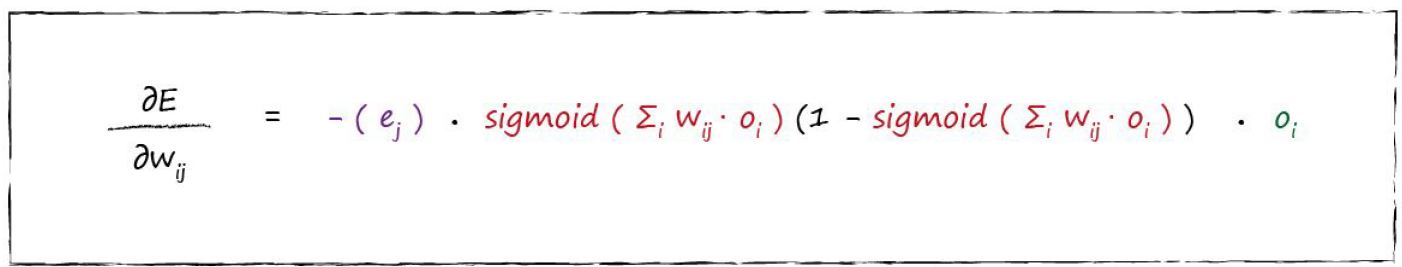 ∂E/∂w_ij = - ( e_j ) · sigmoid ( Σ_i w_ij · o_i ) (1 - sigmoid ( Σ_i w_ij · o_i ) ) · o_i